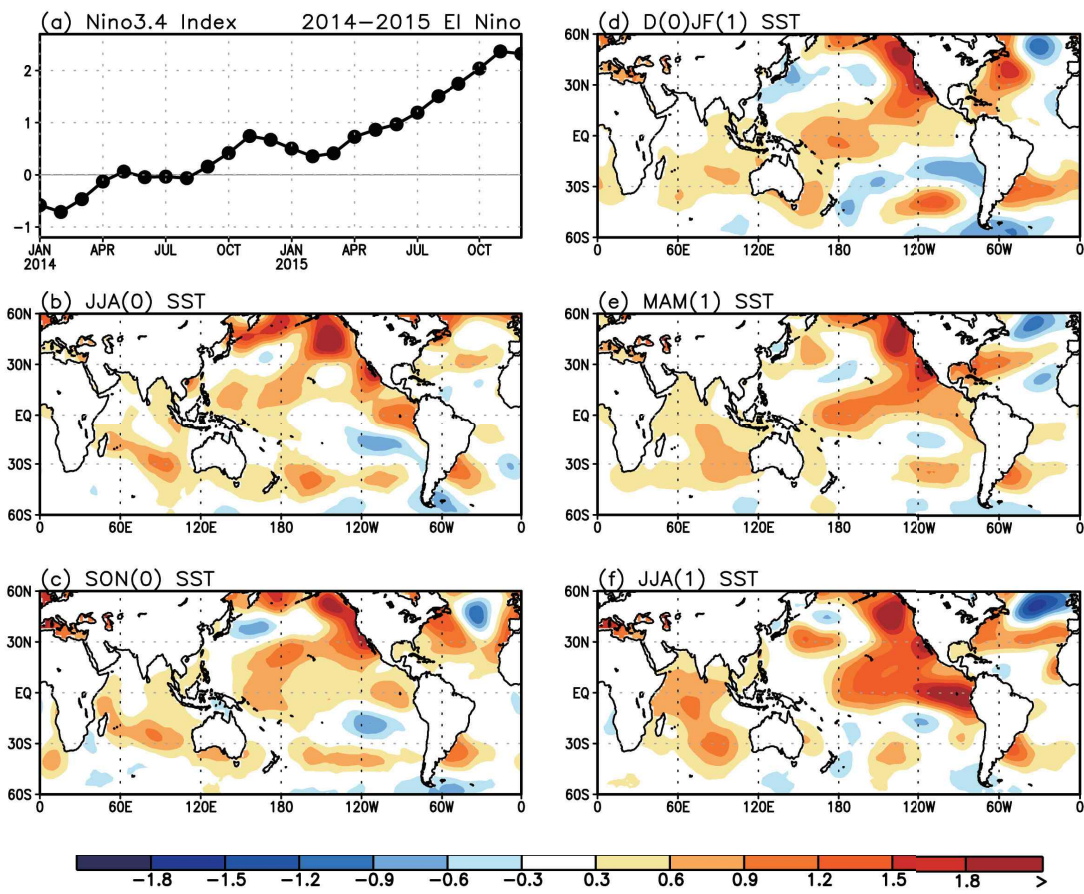 (a) Nino3.4 Index 2014−2015 El Nino
2
1
0
−1
JAN APR JUL OCT JAN APR JUL OCT
2014 2015
(b) JJA(0) SST
60N
30N
EQ
30S
60S
0 60E 120E 180 120W 60W 0
(c) SON(0) SST
60N
30N
EQ
30S
60S
0 60E 120E 180 120W 60W 0
(d) D(0)JF(1) SST
60N
30N
EQ
30S
60S
0 60E 120E 180 120W 60W 0
(e) MAM(1) SST
60N
30N
EQ
30S
60S
0 60E 120E 180 120W 60W 0
(f) JJA(1) SST
60N
30N
EQ
30S
60S
0 60E 120E 180 120W 60W 0
−1.8 −1.5 −1.2 −0.9 −0.6 −0.3 0.3 0.6 0.9 1.2 1.5 1.8 >